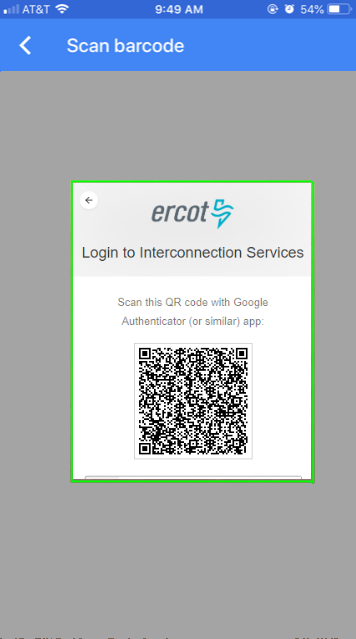 AT&T 9:49 AM 54%
Scan barcode
ercot
Login to Interconnection Services
Scan this QR code with Google
Authenticator (or similar) app: